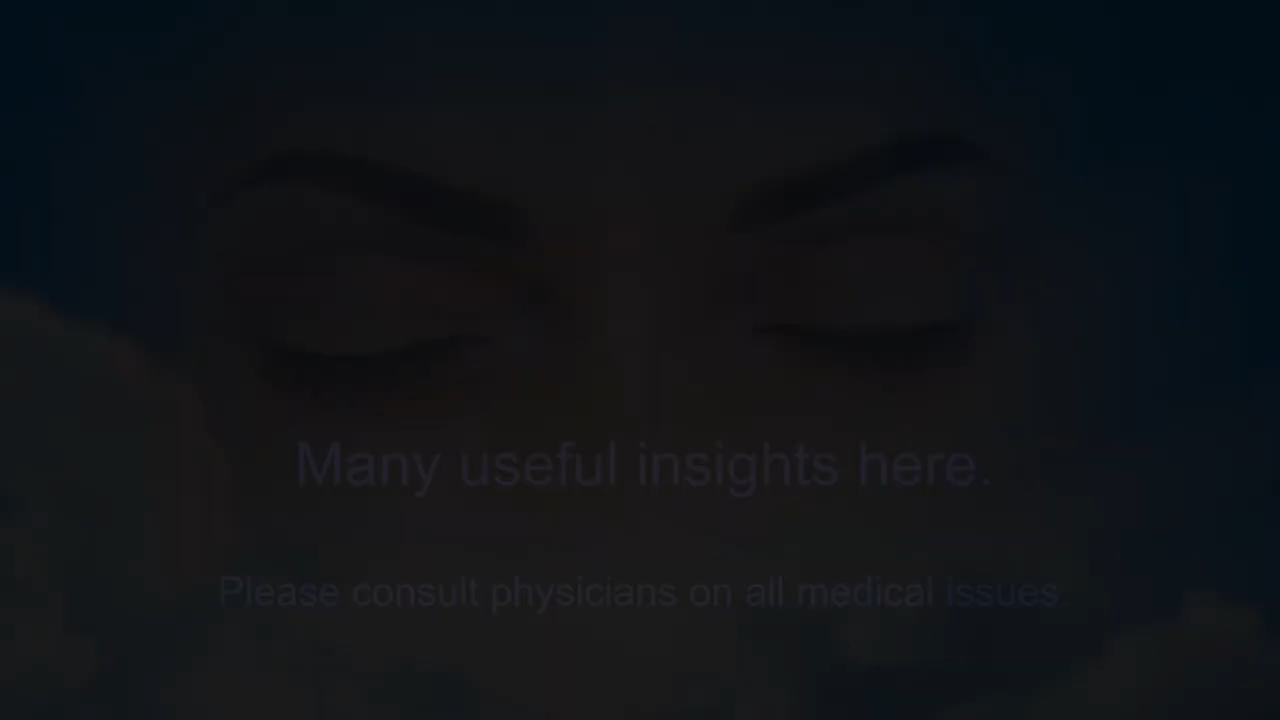 Many useful insights here.
Please consult physicians on all medical issues